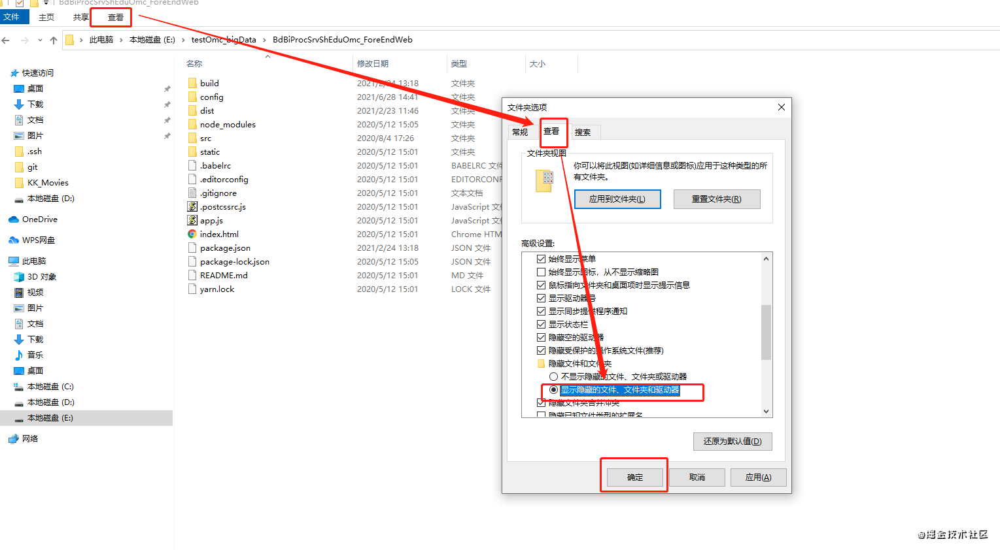 BdBiProcSrvShEduOmc_ForeEndWeb
文件 主页 共享 查看
此电脑 本地磁盘 (E:) testOmc_bigData BdBiProcSrvShEduOmc_ForeEndWeb
快速访问
桌面
下载
文档
图片
.ssh
git
KK_Movies
本地磁盘 (D:)
OneDrive
WPS网盘
此电脑
3D 对象
视频
图片
文档
下载
音乐
桌面
本地磁盘 (C:)
本地磁盘 (D:)
本地磁盘 (E:)
网络
名称 修改日期 类型 大小
build 2021/2/24 13:18 文件夹
config 2021/6/28 14:41 文件夹
dist 2021/2/23 11:46 文件夹
node_modules 2020/5/12 15:05 文件夹
src 2020/8/4 17:26 文件夹
static 2020/5/12 15:01 文件夹
.babelrc 2020/5/12 15:01 BABELRC 文件
.editorconfig 2020/5/12 15:01 EDITORCONF
.gitignore 2020/5/12 15:01 文本文档
.postcssrc.js 2020/5/12 15:01 JavaScript 文
app.js 2020/5/12 15:01 JavaScript 文
index.html 2020/5/12 15:01 Chrome HTM
package.json 2021/2/24 13:18 JSON 文件
package-lock.json 2020/5/12 15:05 JSON 文件
README.md 2020/5/12 15:01 MD 文件
yarn.lock 2020/5/12 15:01 LOCK 文件
文件夹选项
常规 查看 搜索
文件夹视图
你可以将此视图(如详细信息或图标)应用于这种类型的所
有文件夹。
应用到文件夹(L) 重置文件夹(R)
高级设置:
始终显示菜单
始终显示图标，从不显示缩略图
鼠标指向文件夹和桌面项时显示提示信息
显示驱动器号
显示同步提供程序通知
显示状态栏
隐藏空的驱动器
隐藏受保护的操作系统文件(推荐)
隐藏文件和文件夹
不显示隐藏的文件、文件夹或驱动器
显示隐藏的文件、文件夹和驱动器
隐藏文件夹合并冲突
隐藏已知文件类型的扩展名
还原为默认值(D)
确定 取消 应用(A)
@掘金技术社区